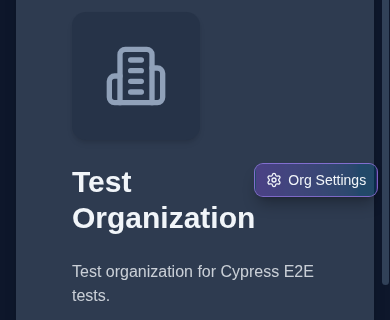 Test
Organization
Org Settings
Test organization for Cypress E2E
tests.